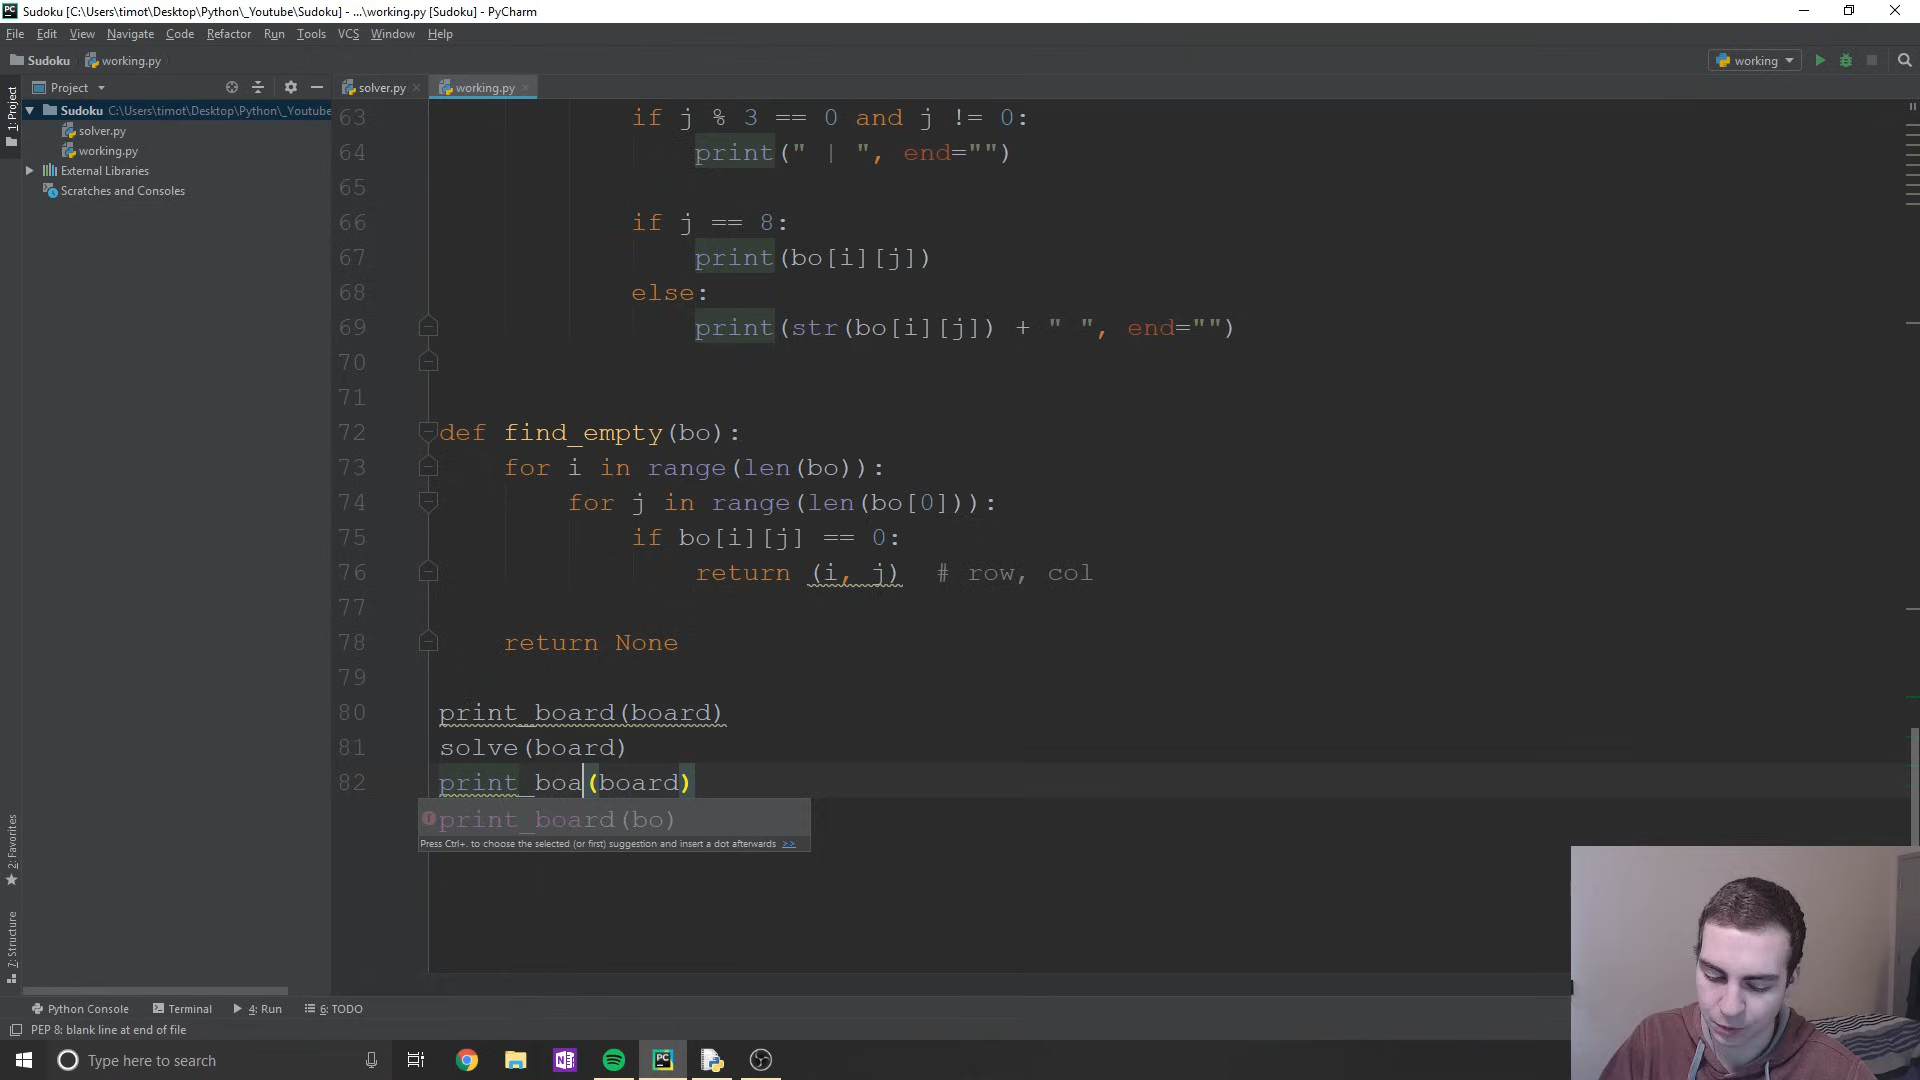 Sudoku [C:\Users\timot\Desktop\Python\_Youtube\Sudoku] - ...\working.py [Sudoku] - PyCharm
File Edit View Navigate Code Refactor Run Tools VCS Window Help
Sudoku working.py working
1: Project
Project
solver.py working.py
Sudoku C:\Users\timot\Desktop\Python\_Youtube
solver.py
working.py
External Libraries
Scratches and Consoles
63 if j % 3 == 0 and j != 0:
64 print(" | ", end="")
65
66 if j == 8:
67 print(bo[i][j])
68 else:
69 print(str(bo[i][j]) + " ", end="")
70
71
72 def find_empty(bo):
73 for i in range(len(bo)):
74 for j in range(len(bo[0])):
75 if bo[i][j] == 0:
76 return (i, j)  # row, col
77
78 return None
79
80 print_board(board)
81 solve(board)
82 print_boa(board)
print_board(bo)
Press Ctrl+. to choose the selected (or first) suggestion and insert a dot afterwards >>
2: Favorites
7: Structure
Python Console Terminal 4: Run 6: TODO
PEP 8: blank line at end of file
Type here to search